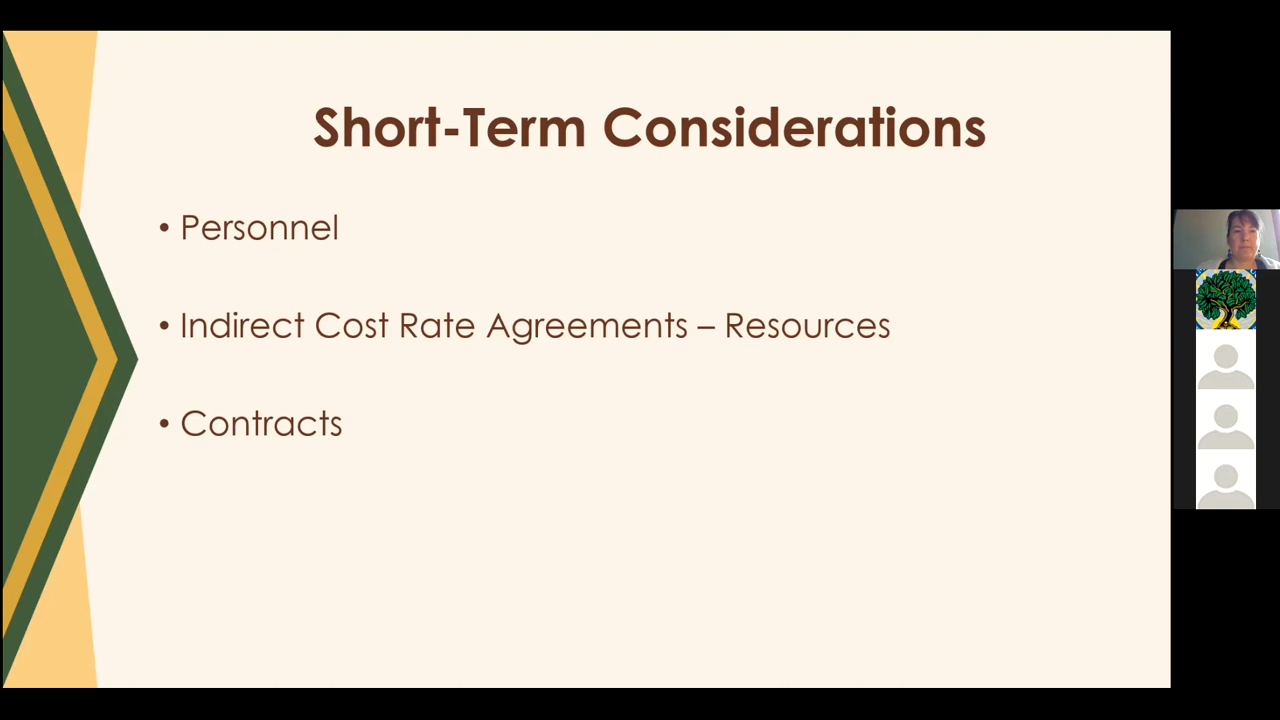 Short-Term Considerations
• Personnel
• Indirect Cost Rate Agreements – Resources
• Contracts